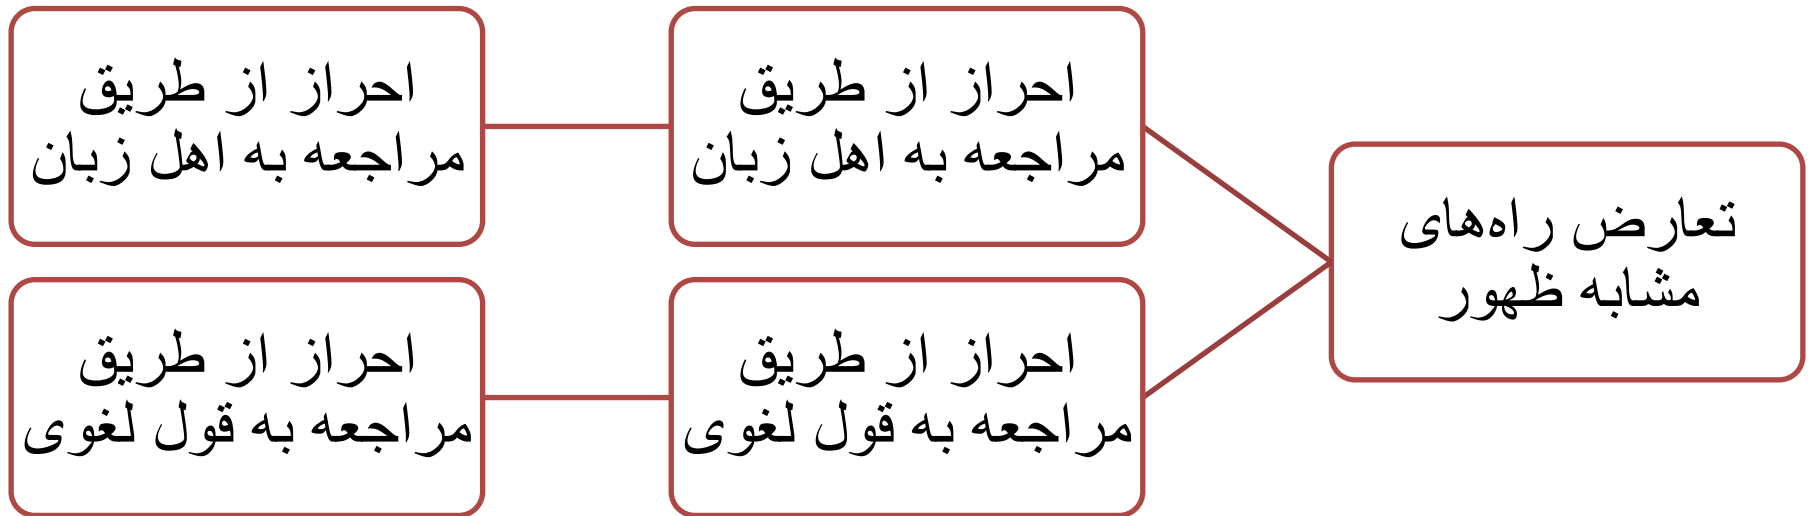 تعارض راه‌های
مشابه ظهور
احراز از طریق
مراجعه به اهل زبان
احراز از طریق
مراجعه به اهل زبان
احراز از طریق
مراجعه به قول لغوی
احراز از طریق
مراجعه به قول لغوی